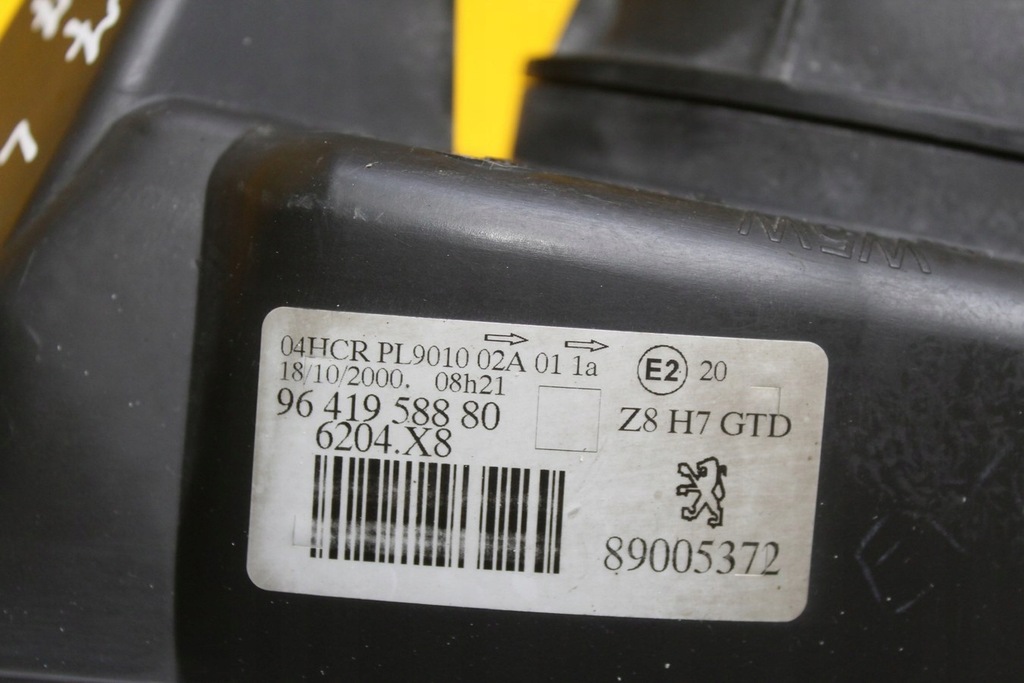 04HCR PL9010 02A 01 1a
18/10/2000. 08h21
96 419 588 80
6204.X8
E2 20
Z8 H7 GTD
89005372